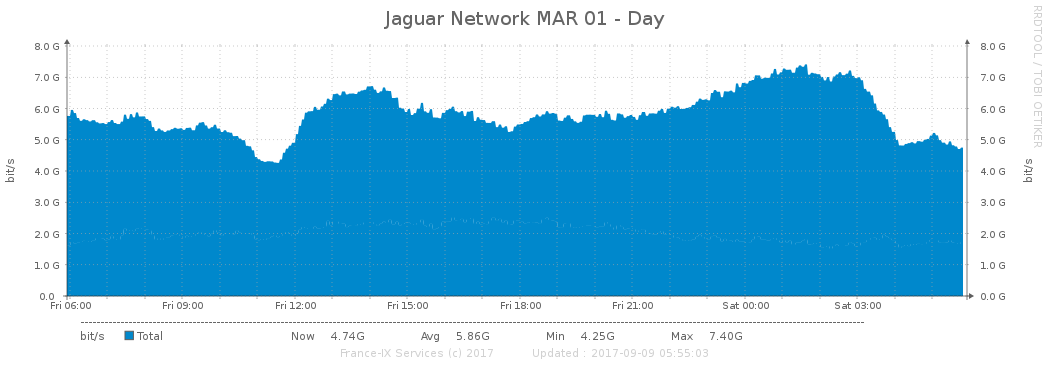 Jaguar Network MAR 01 - Day
RRDTOOL / TOBI OETIKER
8.0 G 8.0 G
7.0 G 7.0 G
6.0 G 6.0 G
5.0 G 5.0 G
4.0 G 4.0 G
3.0 G 3.0 G
2.0 G 2.0 G
1.0 G 1.0 G
0.0 0.0 G
bit/s bit/s
Fri 06:00 Fri 09:00 Fri 12:00 Fri 15:00 Fri 18:00 Fri 21:00 Sat 00:00 Sat 03:00
bit/s Total Now 4.74G Avg 5.86G Min 4.25G Max 7.40G
France-IX Services (c) 2017 Updated : 2017-09-09 05:55:03